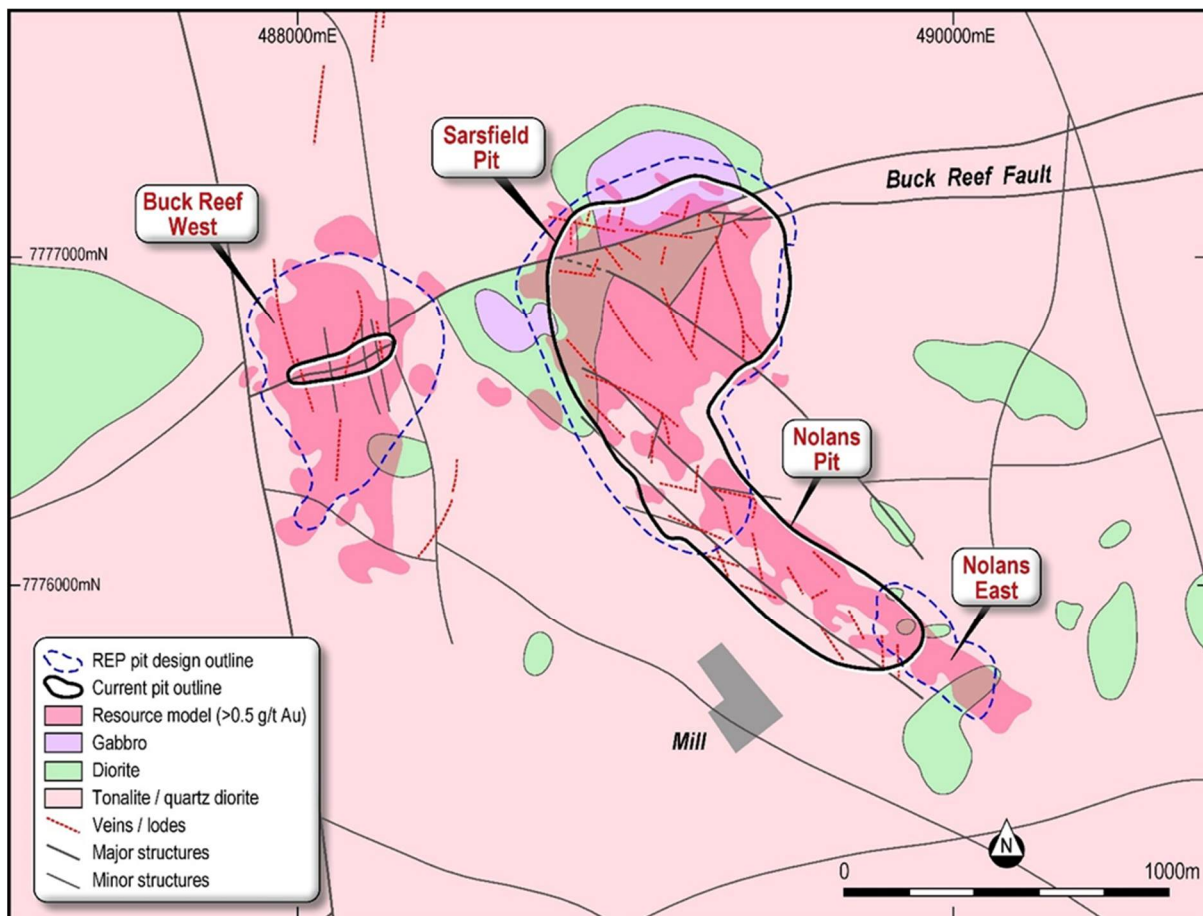 488000mE
490000mE
Sarsfield
Pit
Buck Reef Fault
Buck Reef
West
7777000mN
Nolans
Pit
7776000mN
Nolans
East
REP pit design outline
Current pit outline
Resource model (>0.5 g/t Au)
Gabbro
Diorite
Tonalite / quartz diorite
Veins / lodes
Major structures
Minor structures
Mill
N
0
1000m